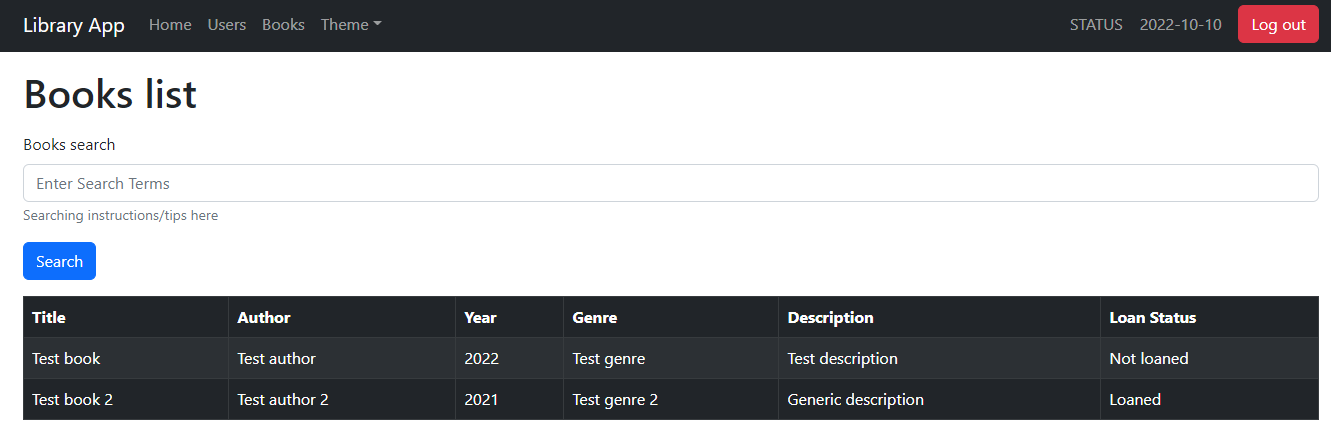 Library App Home Users Books Theme STATUS 2022-10-10 Log out
Books list
Books search
Enter Search Terms
Searching instructions/tips here
Search
Title Author Year Genre Description Loan Status
Test book Test author 2022 Test genre Test description Not loaned
Test book 2 Test author 2 2021 Test genre 2 Generic description Loaned